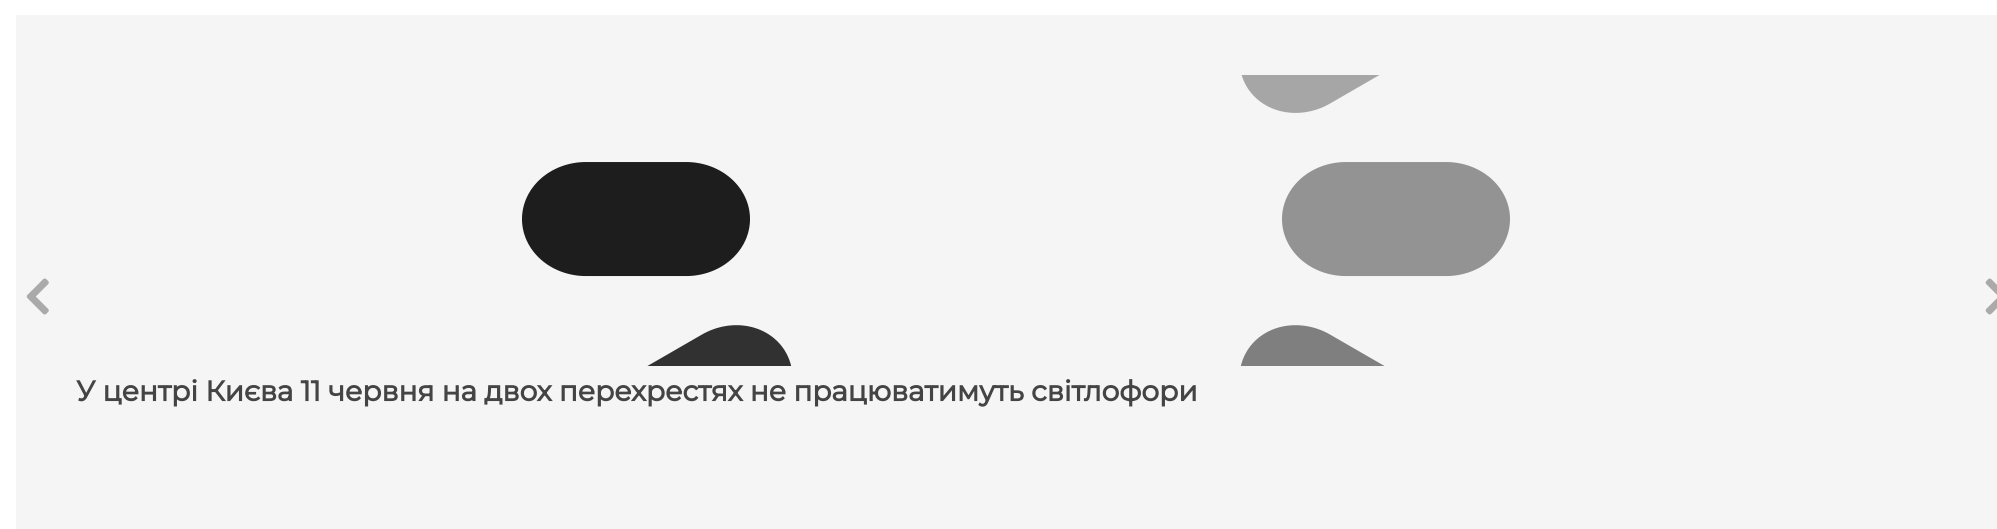 У центрі Києва 11 червня на двох перехрестях не працюватимуть світлофори